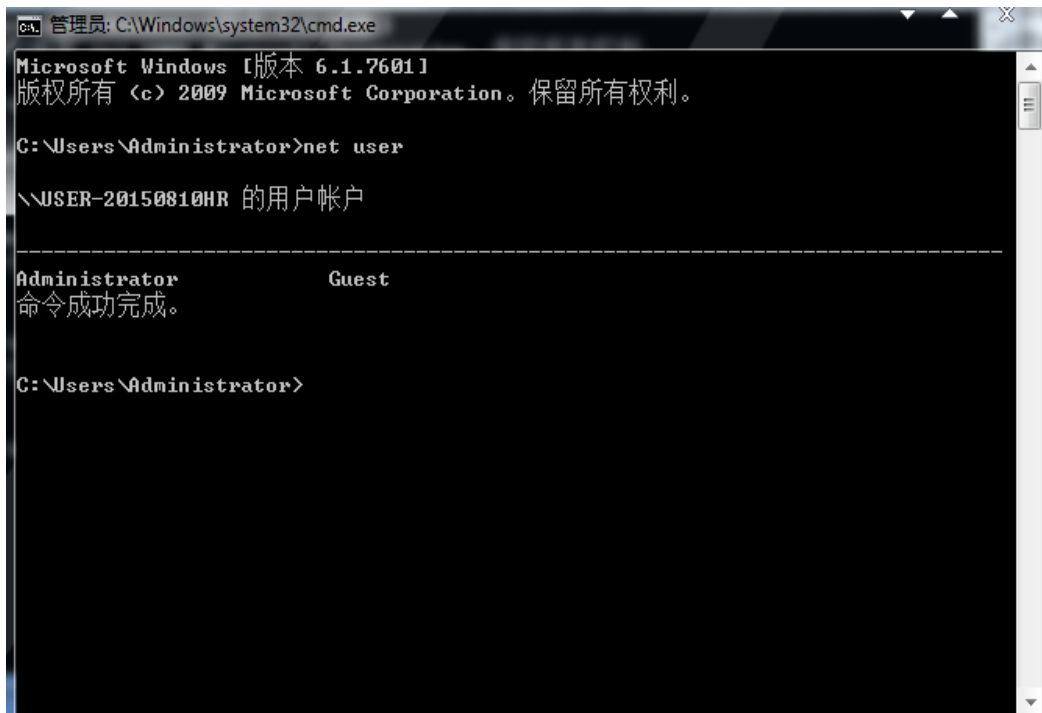 管理员: C:\Windows\system32\cmd.exe
Microsoft Windows [版本 6.1.7601]
版权所有 (c) 2009 Microsoft Corporation。保留所有权利。
C:\Users\Administrator>net user
\\USER-20150810HR 的用户帐户
-------------------------------------------------------------------------------
Administrator Guest
命令成功完成。
C:\Users\Administrator>